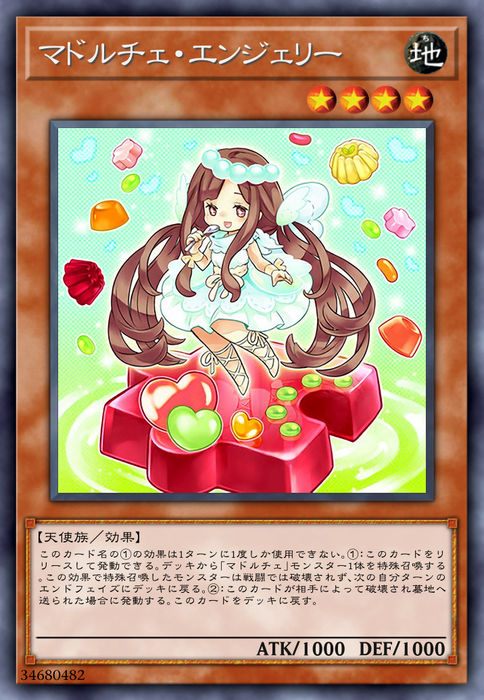 マドルチェ・エンジェリー
ち
地
【天使族／効果】
このカード名の①の効果は1ターンに1度しか使用できない。①：このカードをリ
リースして発動できる。デッキから「マドルチェ」モンスター1体を特殊召喚する
。この効果で特殊召喚したモンスターは戦闘では破壊されず、次の自分ターンの
エンドフェイズにデッキに戻る。②：このカードが相手によって破壊され墓地へ
送られた場合に発動する。このカードをデッキに戻す。
ATK/1000 DEF/1000
34680482